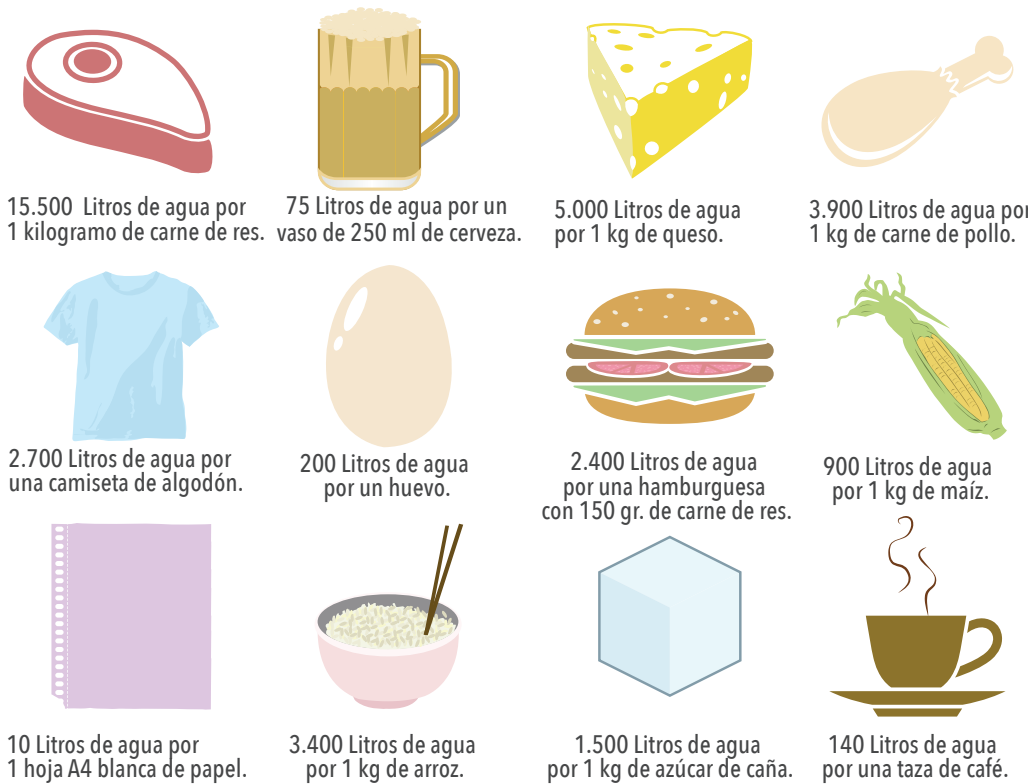 15.500 Litros de agua por
1 kilogramo de carne de res.
75 Litros de agua por un
vaso de 250 ml de cerveza.
5.000 Litros de agua
por 1 kg de queso.
3.900 Litros de agua por
1 kg de carne de pollo.
2.700 Litros de agua por
una camiseta de algodón.
200 Litros de agua
por un huevo.
2.400 Litros de agua
por una hamburguesa
con 150 gr. de carne de res.
900 Litros de agua
por 1 kg de maíz.
10 Litros de agua por
1 hoja A4 blanca de papel.
3.400 Litros de agua
por 1 kg de arroz.
1.500 Litros de agua
por 1 kg de azúcar de caña.
140 Litros de agua
por una taza de café.